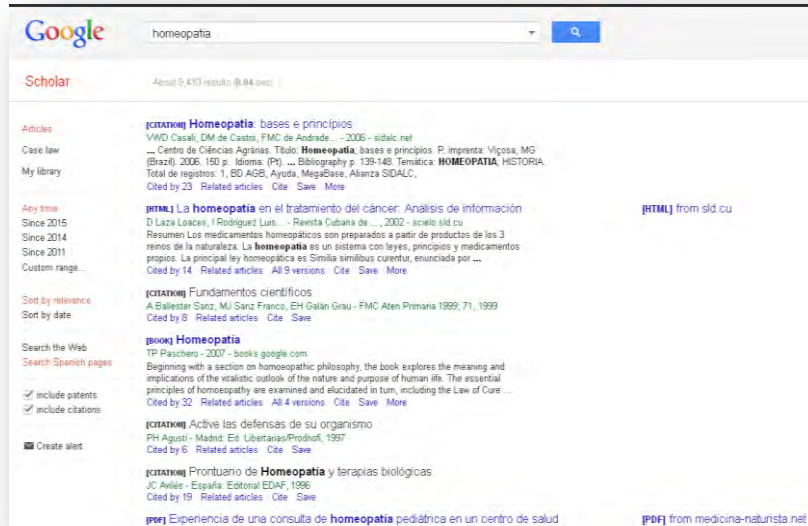 Google
homeopatia
Scholar
About 9,410 results (0.04 sec)
Articles
Case law
My library
Any time
Since 2015
Since 2014
Since 2011
Custom range...
Sort by relevance
Sort by date
Search the Web
Search Spanish pages
include patents
include citations
Create alert
[CITATION] Homeopatia: bases e princípios
VWD Casali, DM de Castro, FMC de Andrade... - 2006 - sidalc.net
... Centro de Ciências Agrárias. Título: Homeopatia; bases e princípios. P. imprenta: Viçosa, MG
(Brazil). 2006. 150 p. Idioma: (Pt). ... Bibliography p. 139-148. Temática: HOMEOPATIA; HISTORIA.
Total de registros: 1, BD AGB, Ayuda, MegaBase, Alianza SIDALC,
Cited by 23 Related articles Cite Save More
[HTML] La homeopatía en el tratamiento del cáncer: Análisis de información
D Laza Loaces, I Rodríguez Luis... - Revista Cubana de ..., 2002 - scielo.sld.cu
Resumen Los medicamentos homeopáticos son preparados a partir de productos de los 3
reinos de la naturaleza. La homeopatía es un sistema con leyes, principios y medicamentos
propios. La principal ley homeopática es Similia similibus curentur, enunciada por ...
Cited by 14 Related articles All 9 versions Cite Save More
[HTML] from sld.cu
[CITATION] Fundamentos científicos
A Ballester Sanz, MJ Sanz Franco, EH Galán Grau - FMC Aten Primaria 1999; 71, 1999
Cited by 8 Related articles Cite Save
[BOOK] Homeopatía
TP Paschero - 2007 - books.google.com
Beginning with a section on homoeopathic philosophy, the book explores the meaning and
implications of the vitalistic outlook of the nature and purpose of human life. The essential
principles of homoeopathy are examined and elucidated in turn, including the Law of Cure ...
Cited by 32 Related articles All 4 versions Cite Save More
[CITATION] Active las defensas de su organismo
PH Agustí - Madrid: Ed. Libertarias/Prodhufi, 1997
Cited by 6 Related articles Cite Save
[CITATION] Prontuario de Homeopatía y terapias biológicas
JC Avilés - España: Editorial EDAF, 1996
Cited by 19 Related articles Cite Save
[PDF] Experiencia de una consulta de homeopatía pediátrica en un centro de salud
[PDF] from medicina-naturista.net